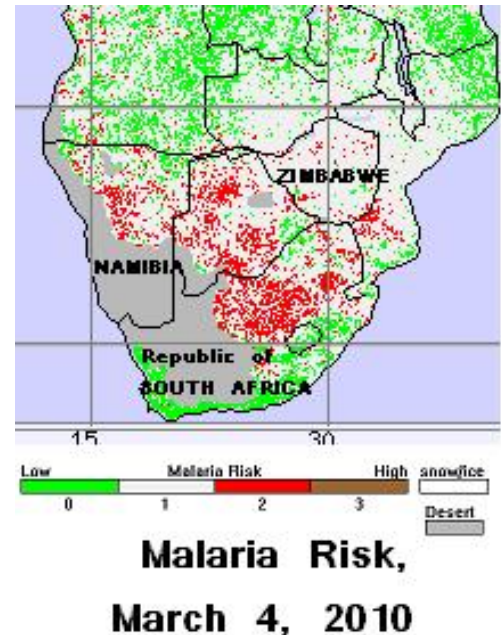 ZIMBABWE
NAMIBIA
Republic of
SOUTH AFRICA
15 30
Low Malaria Risk High snow/ice
0 1 2 3
Desert
Malaria Risk,
March 4, 2010